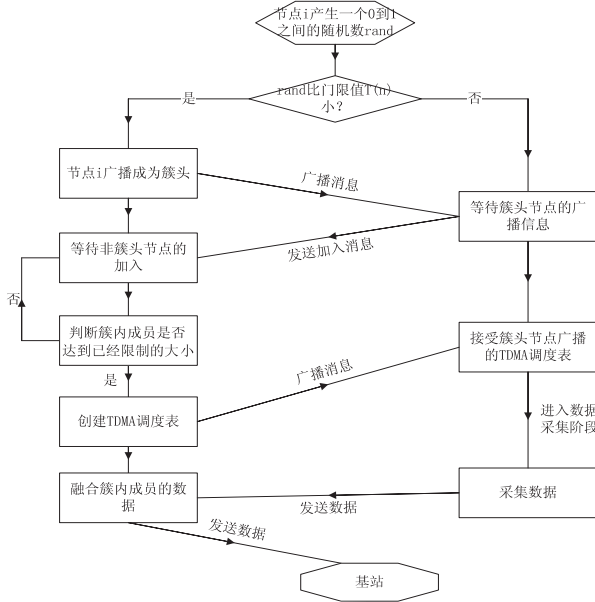 节点i产生一个0到1
之间的随机数rand
rand比门限值T(n)
小?
是
否
节点i广播成为簇头
广播消息
等待簇头节点的广
播信息
发送加入消息
等待非簇头节点的
加入
否
判断簇内成员是否
达到已经限制的大小
接受簇头节点广播
的TDMA调度表
广播消息
是
创建TDMA调度表
进入数据
采集阶段
融合簇内成员的数
据
发送数据
采集数据
发送数据
基站